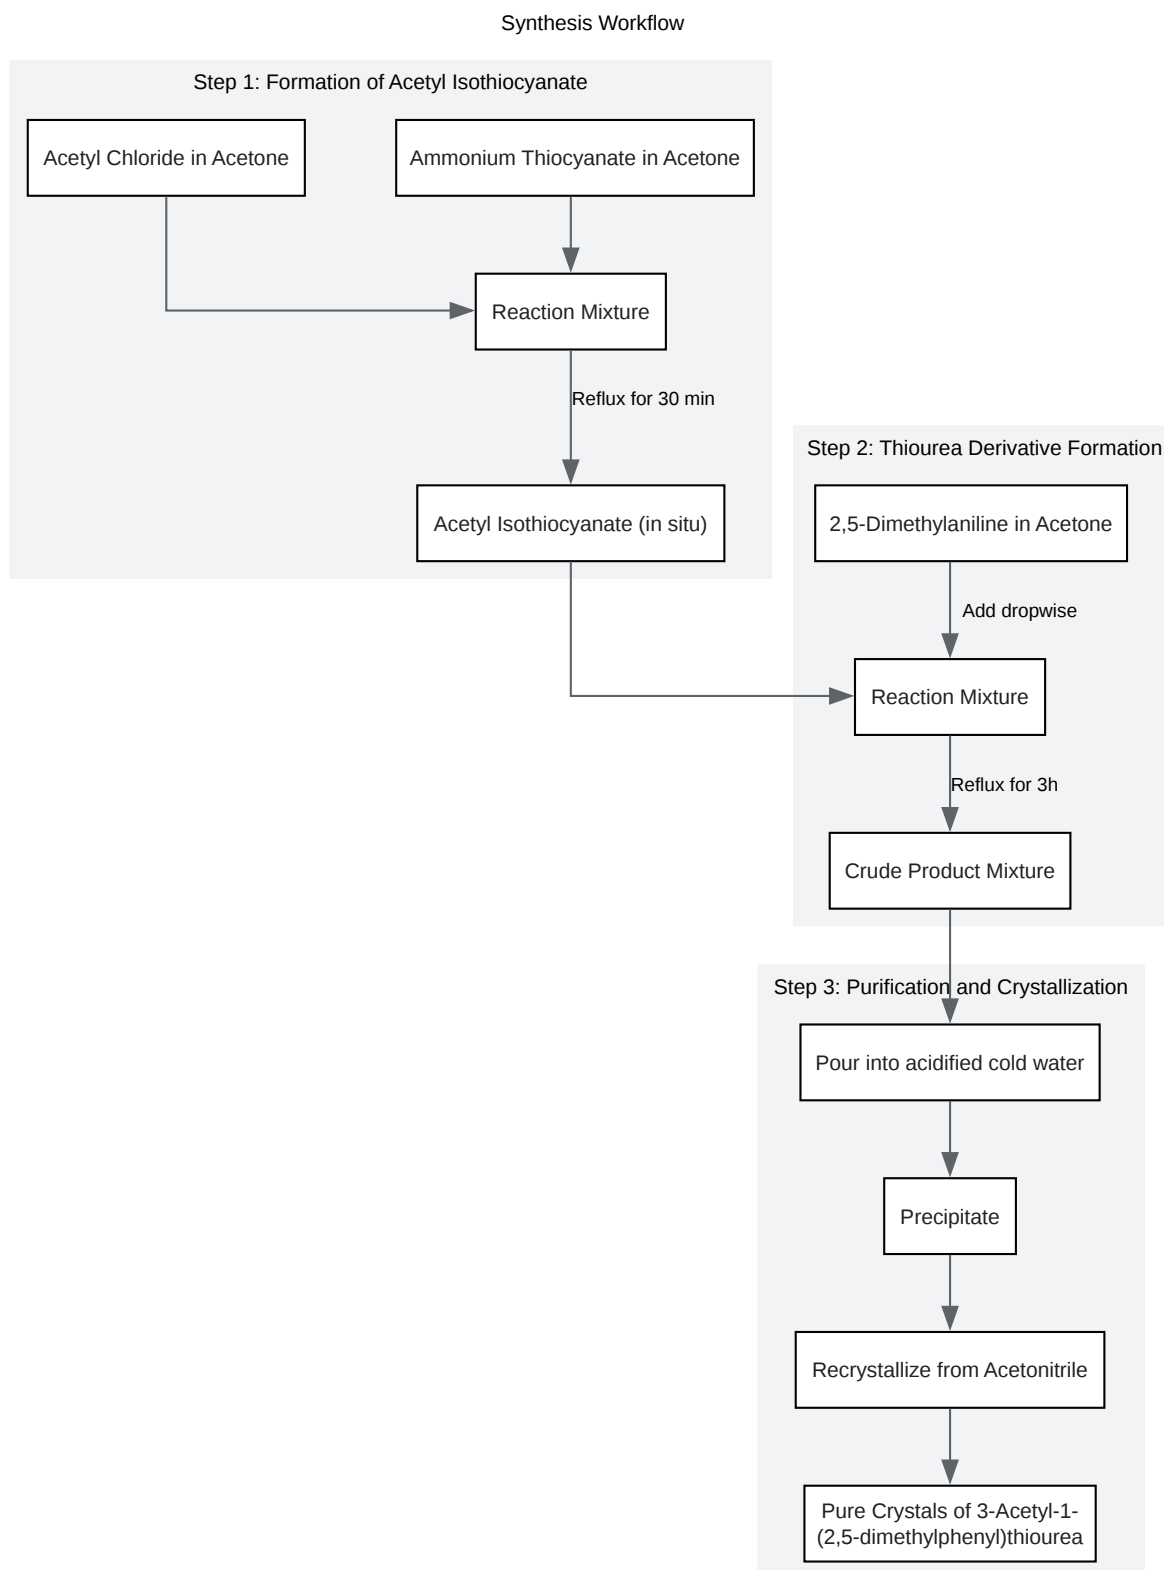 Synthesis Workflow
Step 1: Formation of Acetyl Isothiocyanate
Acetyl Chloride in Acetone
Ammonium Thiocyanate in Acetone
Reaction Mixture
Reflux for 30 min
Acetyl Isothiocyanate (in situ)
Step 2: Thiourea Derivative Formation
2,5-Dimethylaniline in Acetone
Add dropwise
Reaction Mixture
Reflux for 3h
Crude Product Mixture
Step 3: Purification and Crystallization
Pour into acidified cold water
Precipitate
Recrystallize from Acetonitrile
Pure Crystals of 3-Acetyl-1-
(2,5-dimethylphenyl)thiourea